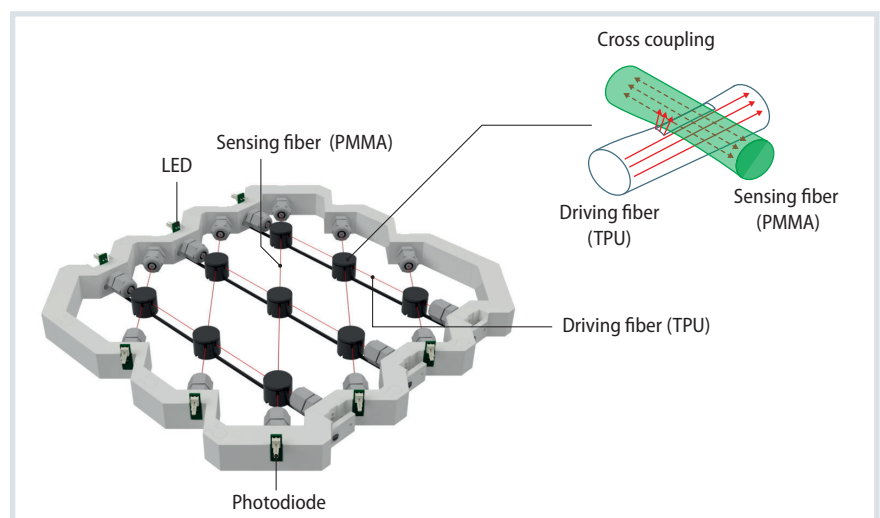 Cross coupling
Sensing fiber (PMMA)
LED
Driving fiber
(TPU)
Sensing fiber
(PMMA)
Driving fiber (TPU)
Photodiode